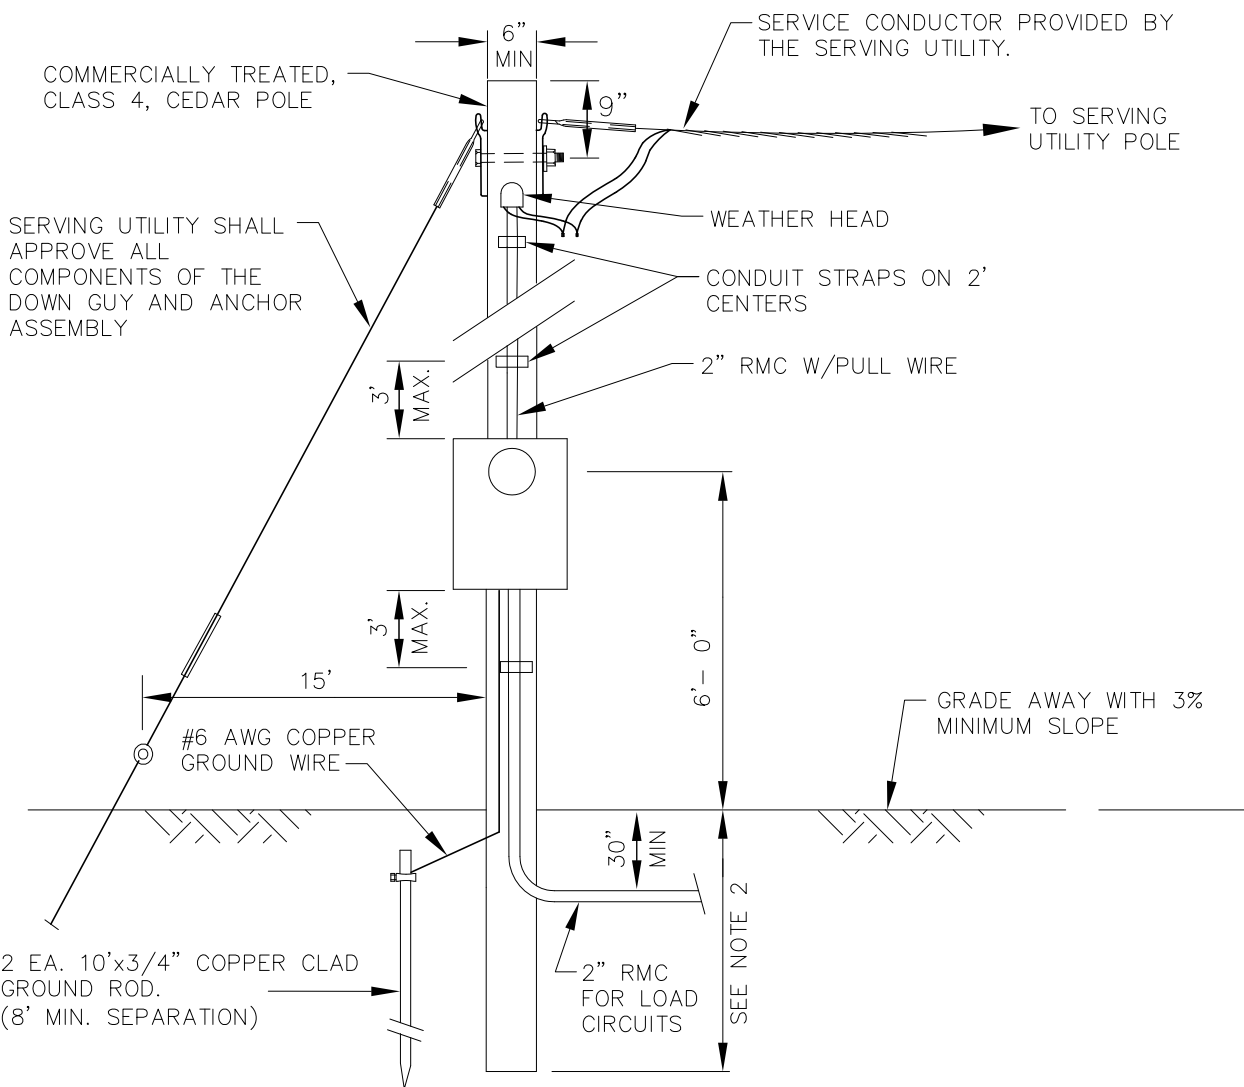 6"
MIN
SERVICE CONDUCTOR PROVIDED BY
THE SERVING UTILITY.
COMMERCIALLY TREATED,
CLASS 4, CEDAR POLE
9"
TO SERVING
UTILITY POLE
SERVING UTILITY SHALL
APPROVE ALL
COMPONENTS OF THE
DOWN GUY AND ANCHOR
ASSEMBLY
WEATHER HEAD
CONDUIT STRAPS ON 2'
CENTERS
2" RMC W/PULL WIRE
3'
MAX.
3'
MAX.
6'- 0"
15'
#6 AWG COPPER
GROUND WIRE
GRADE AWAY WITH 3%
MINIMUM SLOPE
30"
MIN
SEE NOTE 2
2 EA. 10'x3/4" COPPER CLAD
GROUND ROD.
(8' MIN. SEPARATION)
2" RMC
FOR LOAD
CIRCUITS